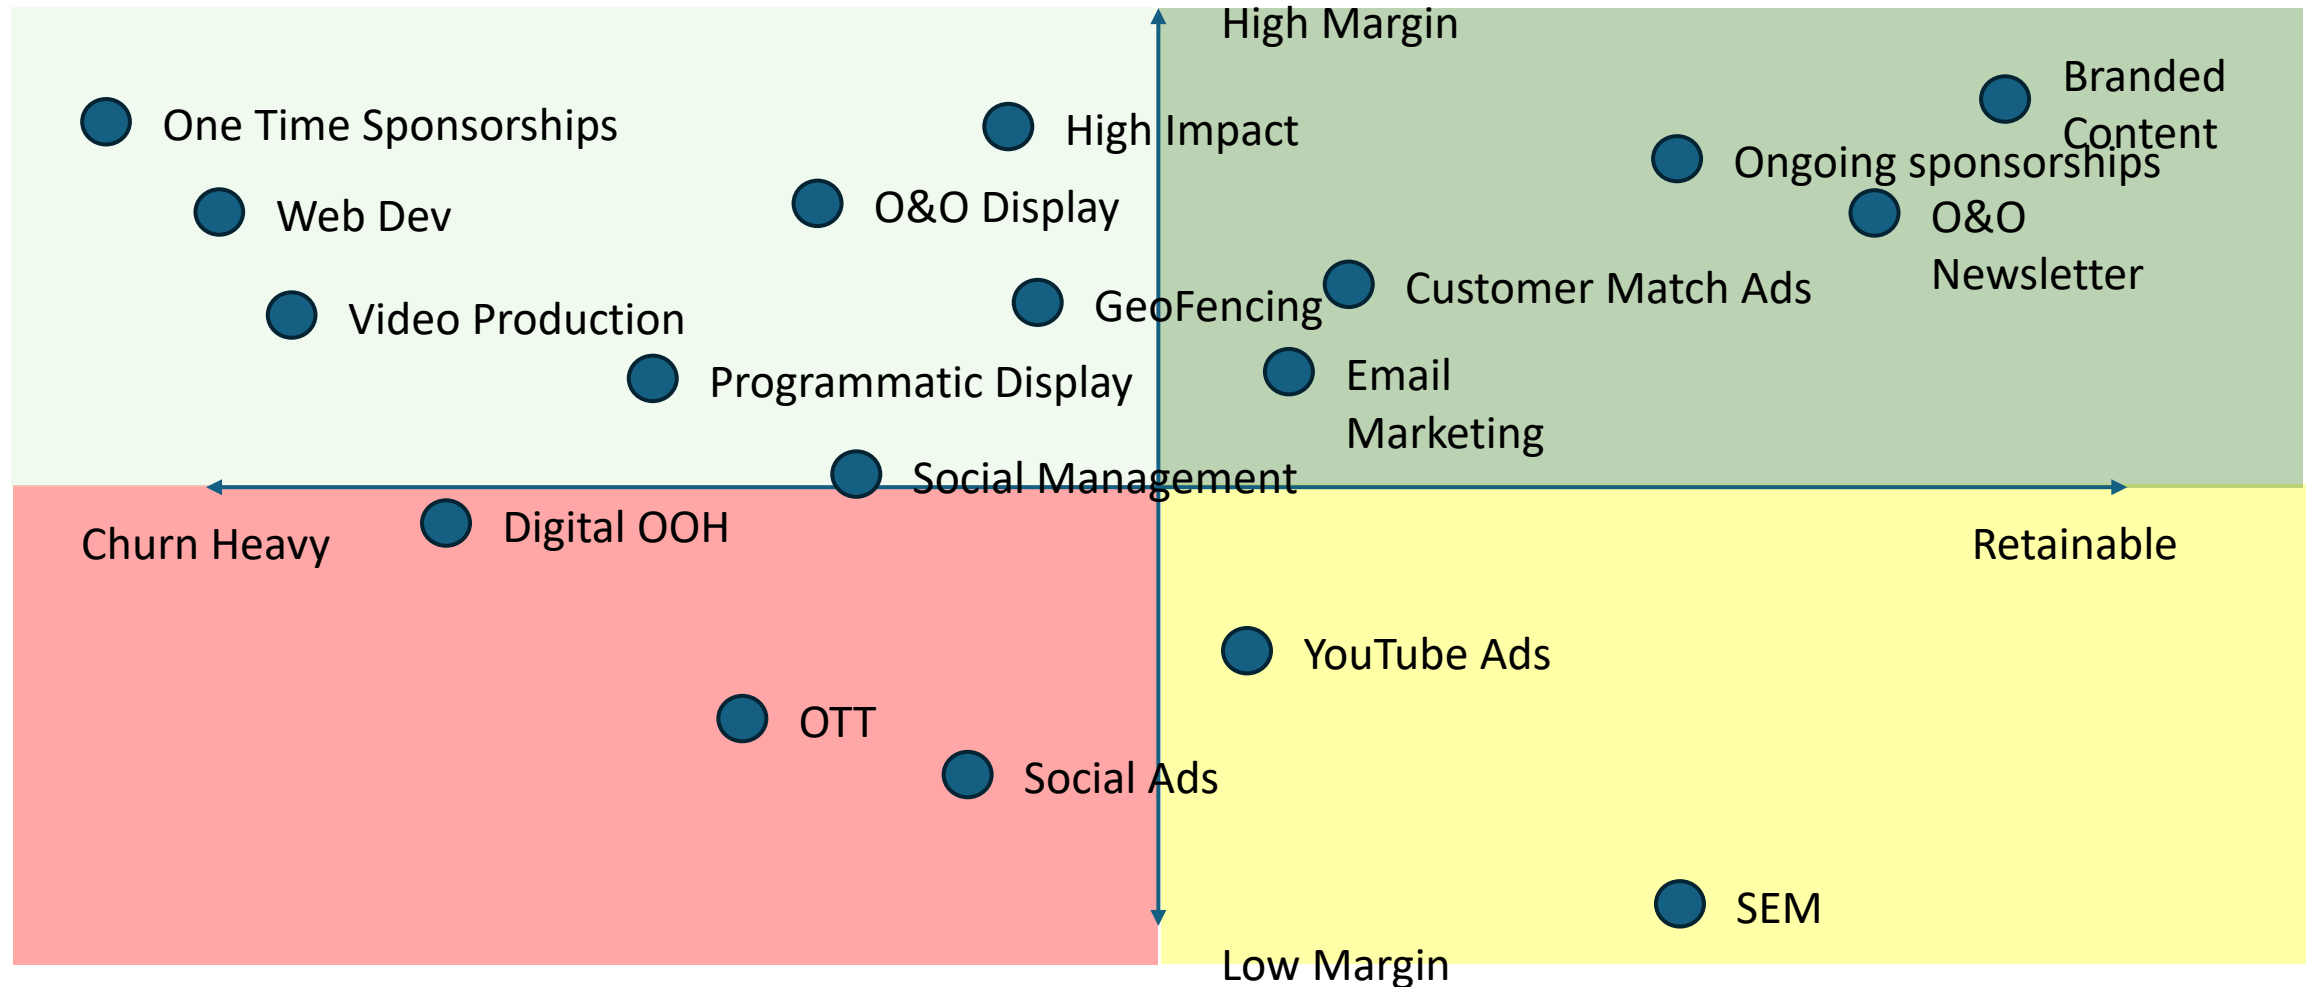 High Margin
Branded
Content
One Time Sponsorships
High Impact
Ongoing sponsorships
Web Dev
O&O Display
O&O
Newsletter
Video Production
GeoFencing
Customer Match Ads
Programmatic Display
Email
Marketing
Social Management
Digital OOH
Churn Heavy
Retainable
YouTube Ads
OTT
Social Ads
SEM
Low Margin